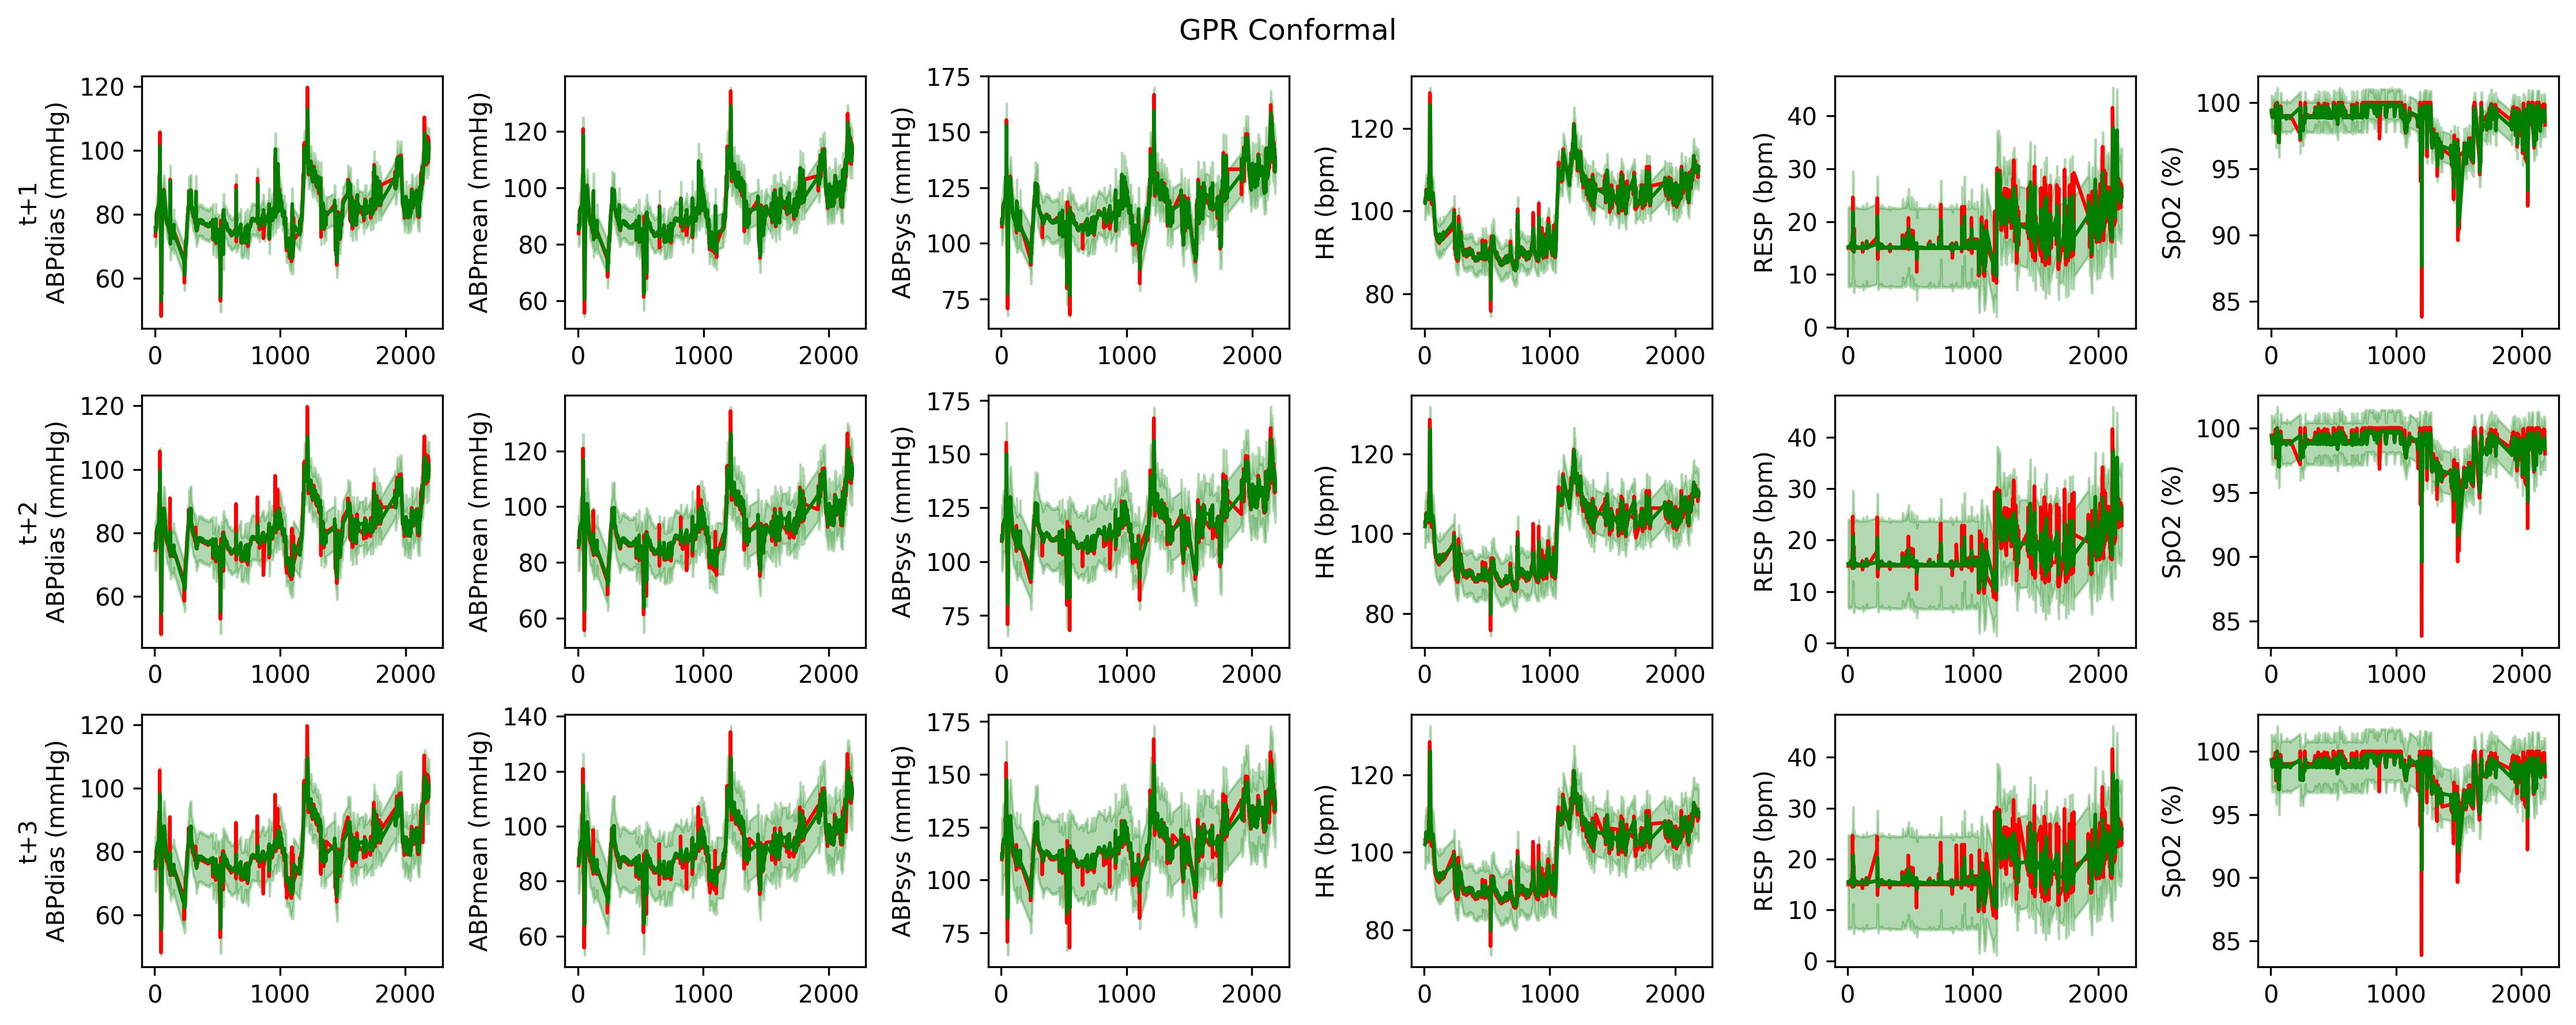 GPR Conformal
t+1
ABPdias (mmHg)
120
100
80
60
0 1000 2000
ABPmean (mmHg)
120
100
80
60
0 1000 2000
ABPsys (mmHg)
175
150
125
100
75
0 1000 2000
HR (bpm)
120
100
80
0 1000 2000
RESP (bpm)
40
30
20
10
0
0 1000 2000
SpO2 (%)
100
95
90
85
0 1000 2000
t+2
ABPdias (mmHg)
120
100
80
60
0 1000 2000
ABPmean (mmHg)
120
100
80
60
0 1000 2000
ABPsys (mmHg)
175
150
125
100
75
0 1000 2000
HR (bpm)
120
100
80
0 1000 2000
RESP (bpm)
40
30
20
10
0
0 1000 2000
SpO2 (%)
100
95
90
85
0 1000 2000
t+3
ABPdias (mmHg)
120
100
80
60
0 1000 2000
ABPmean (mmHg)
140
120
100
80
60
0 1000 2000
ABPsys (mmHg)
175
150
125
100
75
0 1000 2000
HR (bpm)
120
100
80
0 1000 2000
RESP (bpm)
40
30
20
10
0
0 1000 2000
SpO2 (%)
100
95
90
85
0 1000 2000